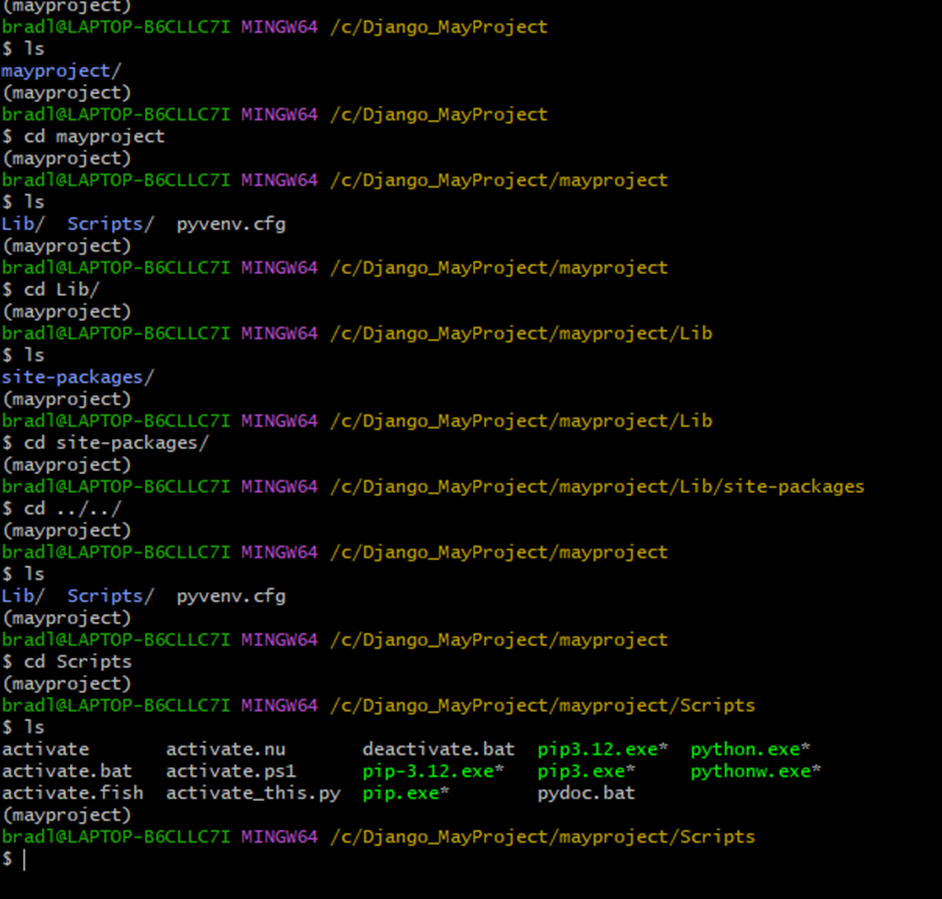 (mayproject)
bradl@LAPTOP-B6CLLC7I MINGW64 /c/Django_MayProject
$ ls
mayproject/
(mayproject)
bradl@LAPTOP-B6CLLC7I MINGW64 /c/Django_MayProject
$ cd mayproject
(mayproject)
bradl@LAPTOP-B6CLLC7I MINGW64 /c/Django_MayProject/mayproject
$ ls
Lib/  Scripts/  pyvenv.cfg
(mayproject)
bradl@LAPTOP-B6CLLC7I MINGW64 /c/Django_MayProject/mayproject
$ cd Lib/
(mayproject)
bradl@LAPTOP-B6CLLC7I MINGW64 /c/Django_MayProject/mayproject/Lib
$ ls
site-packages/
(mayproject)
bradl@LAPTOP-B6CLLC7I MINGW64 /c/Django_MayProject/mayproject/Lib
$ cd site-packages/
(mayproject)
bradl@LAPTOP-B6CLLC7I MINGW64 /c/Django_MayProject/mayproject/Lib/site-packages
$ cd ../../
(mayproject)
bradl@LAPTOP-B6CLLC7I MINGW64 /c/Django_MayProject/mayproject
$ ls
Lib/  Scripts/  pyvenv.cfg
(mayproject)
bradl@LAPTOP-B6CLLC7I MINGW64 /c/Django_MayProject/mayproject
$ cd Scripts
(mayproject)
bradl@LAPTOP-B6CLLC7I MINGW64 /c/Django_MayProject/mayproject/Scripts
$ ls
activate       activate.nu       deactivate.bat  pip3.12.exe*  python.exe*
activate.bat   activate.ps1      pip-3.12.exe*   pip3.exe*     pythonw.exe*
activate.fish  activate_this.py  pip.exe*        pydoc.bat
(mayproject)
bradl@LAPTOP-B6CLLC7I MINGW64 /c/Django_MayProject/mayproject/Scripts
$